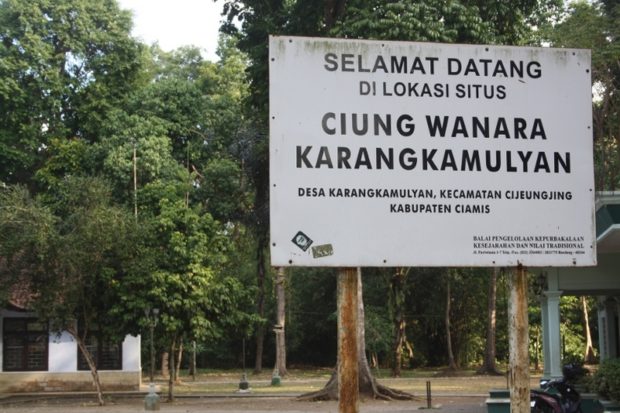 SELAMAT DATANG
DI LOKASI SITUS
CIUNG WANARA
KARANGKAMULYAN
DESA KARANGKAMULYAN, KECAMATAN CIJEUNGJING
KABUPATEN CIAMIS
BALAI PENGELOLAAN KEPURBAKALAAN
KESEJARAHAN DAN NILAI TRADISIONAL